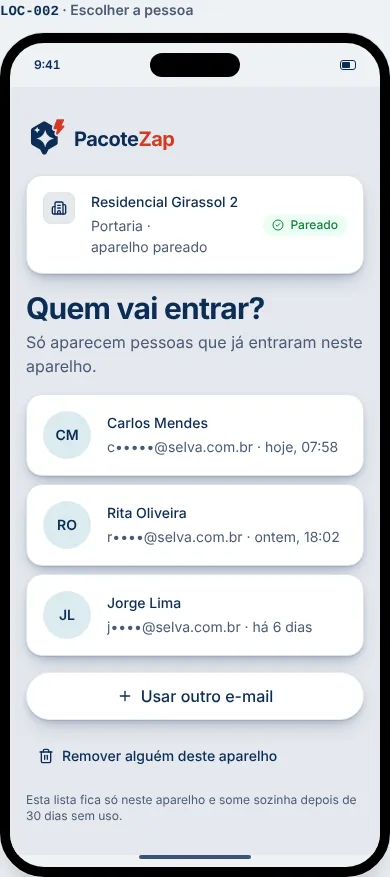 LOC-002 · Escolher a pessoa
9:41
PacoteZap
Residencial Girassol 2
Portaria ·
aparelho pareado
Pareado
Quem vai entrar?
Só aparecem pessoas que já entraram neste
aparelho.
CM
Carlos Mendes
c•••••@selva.com.br · hoje, 07:58
RO
Rita Oliveira
r••••@selva.com.br · ontem, 18:02
JL
Jorge Lima
j••••@selva.com.br · há 6 dias
+ Usar outro e-mail
Remover alguém deste aparelho
Esta lista fica só neste aparelho e some sozinha depois de
30 dias sem uso.